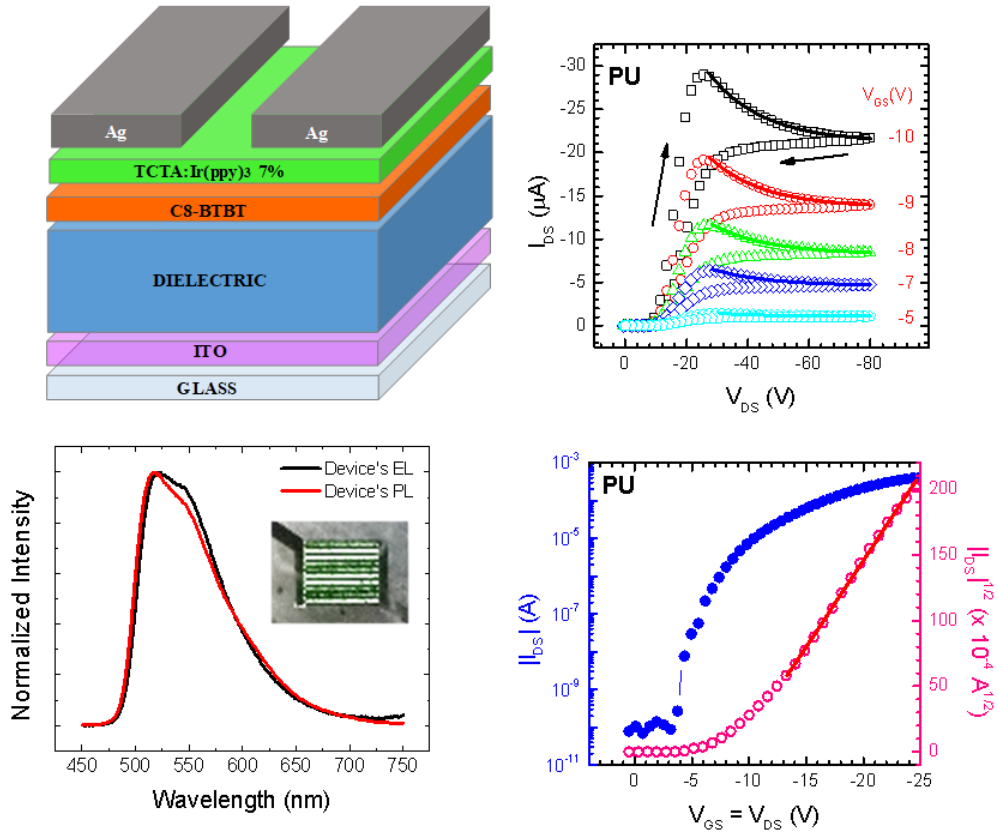 Ag
Ag
TCTA:Ir(ppy)3 7%
C8-BTBT
DIELECTRIC
ITO
GLASS
PU
V_GS(V)
-30
-25
-20
-15
-10
-5
0
-10
-9
-8
-7
-5
I_DS (μA)
0
-20
-40
-60
-80
V_DS (V)
Device's EL
Device's PL
Normalized Intensity
450
500
550
600
650
700
750
Wavelength (nm)
PU
10^-3
10^-5
10^-7
10^-9
10^-11
|I_DS| (A)
200
150
100
50
0
|I_DS|^1/2 (x 10^-4 A^1/2)
0
-5
-10
-15
-20
-25
V_GS = V_DS (V)